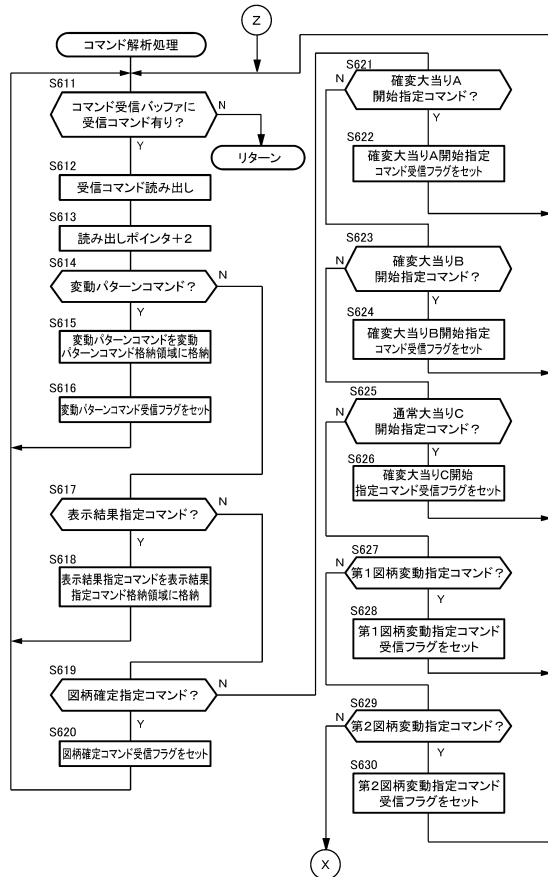 コマンド解析処理
S611
コマンド受信バッファに
受信コマンド有り？
N
Y
リターン
S612
受信コマンド読み出し
S613
読み出しポインタ＋2
S614
変動パターンコマンド？
N
Y
S615
変動パターンコマンドを変動
パターンコマンド格納領域に格納
S616
変動パターンコマンド受信フラグをセット
S617
表示結果指定コマンド？
N
Y
S618
表示結果指定コマンドを表示結果
指定コマンド格納領域に格納
S619
図柄確定指定コマンド？
N
Y
S620
図柄確定コマンド受信フラグをセット
Z
S621
N
確変大当りA
開始指定コマンド？
Y
S622
確変大当りA開始指定
コマンド受信フラグをセット
S623
N
確変大当りB
開始指定コマンド？
Y
S624
確変大当りB開始指定
コマンド受信フラグをセット
S625
N
通常大当りC
開始指定コマンド？
Y
S626
確変大当りC開始
指定コマンド受信フラグをセット
S627
N
第1図柄変動指定コマンド？
Y
S628
第1図柄変動指定コマンド
受信フラグをセット
S629
N
第2図柄変動指定コマンド？
Y
S630
第2図柄変動指定コマンド
受信フラグをセット
X